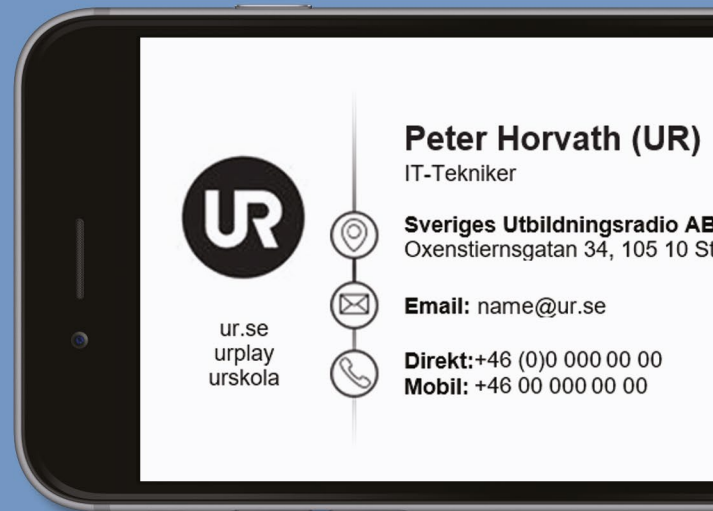 UR
ur.se
urplay
urskola
Peter Horvath (UR)
IT-Tekniker
Sveriges Utbildningsradio AB
Oxenstiernsgatan 34, 105 10 St
Email: name@ur.se
Direkt:+46 (0)0 000 00 00
Mobil: +46 00 000 00 00